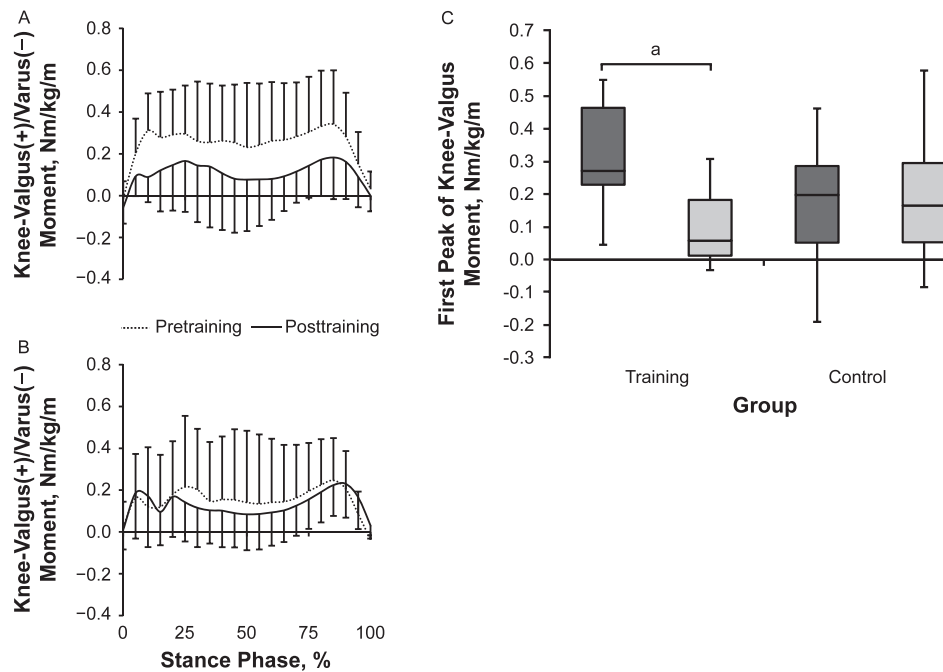 A
Knee-Valgus(+)/Varus(−)
Moment, Nm/kg/m
0.8
0.6
0.4
0.2
0.0
−0.2
−0.4
Pretraining
Posttraining
B
Knee-Valgus(+)/Varus(−)
Moment, Nm/kg/m
0.8
0.6
0.4
0.2
0.0
−0.2
−0.4
0 25 50 75 100
Stance Phase, %
C
First Peak of Knee-Valgus
Moment, Nm/kg/m
0.7
0.6
0.5
0.4
0.3
0.2
0.1
0.0
-0.1
-0.2
-0.3
a
Training Control
Group